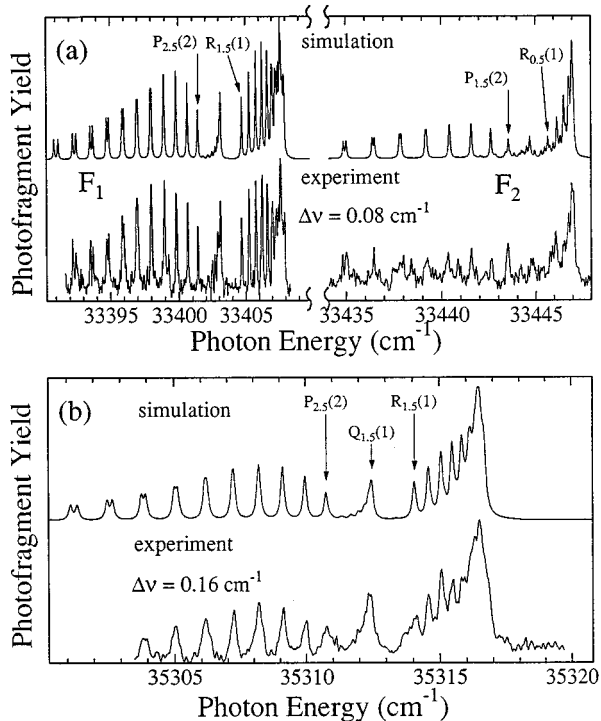 (a)
P2.5(2)
R1.5(1)
simulation
P1.5(2)
R0.5(1)
F1
experiment
F2
Δν = 0.08 cm-1
Photofragment Yield
33395
33400
33405
33435
33440
33445
Photon Energy (cm-1)
(b)
simulation
P2.5(2)
Q1.5(1)
R1.5(1)
experiment
Δν = 0.16 cm-1
Photofragment Yield
35305
35310
35315
35320
Photon Energy (cm-1)